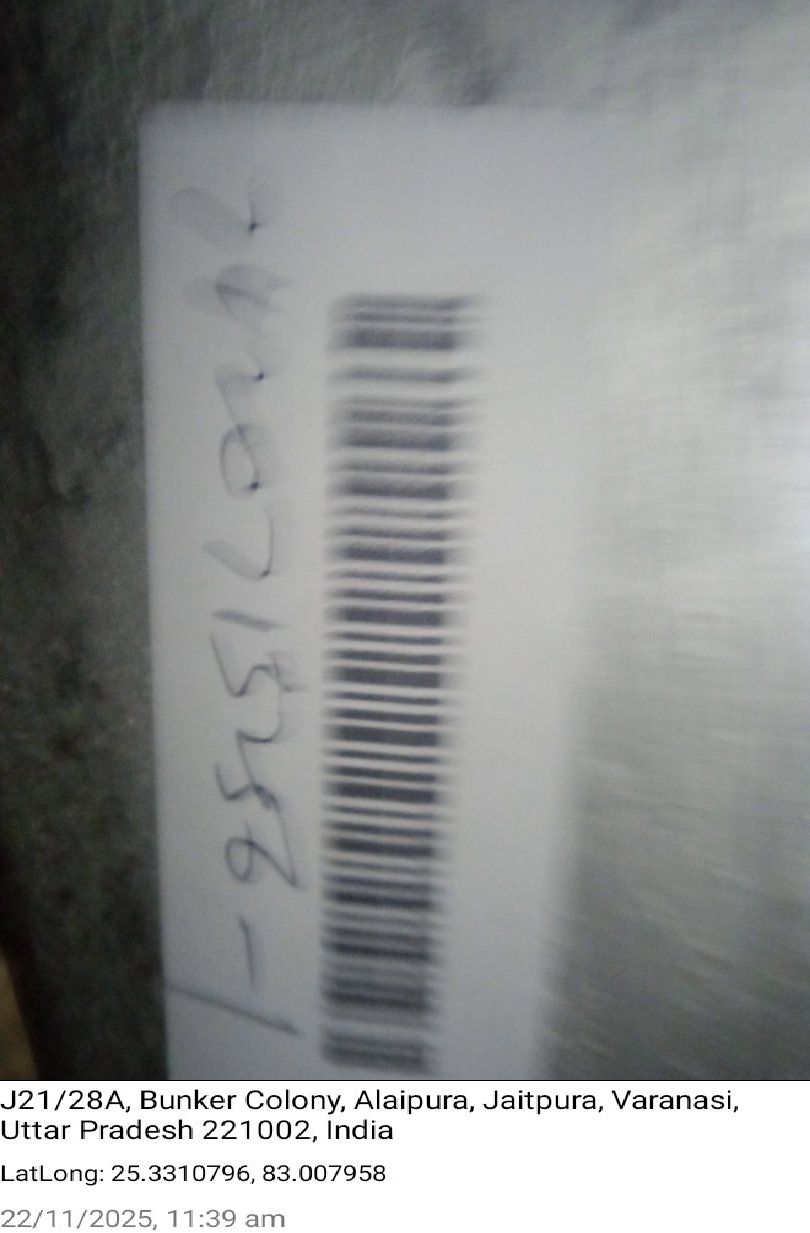 J21/28A, Bunker Colony, Alaipura, Jaitpura, Varanasi,
Uttar Pradesh 221002, India
LatLong: 25.3310796, 83.007958
22/11/2025, 11:39 am